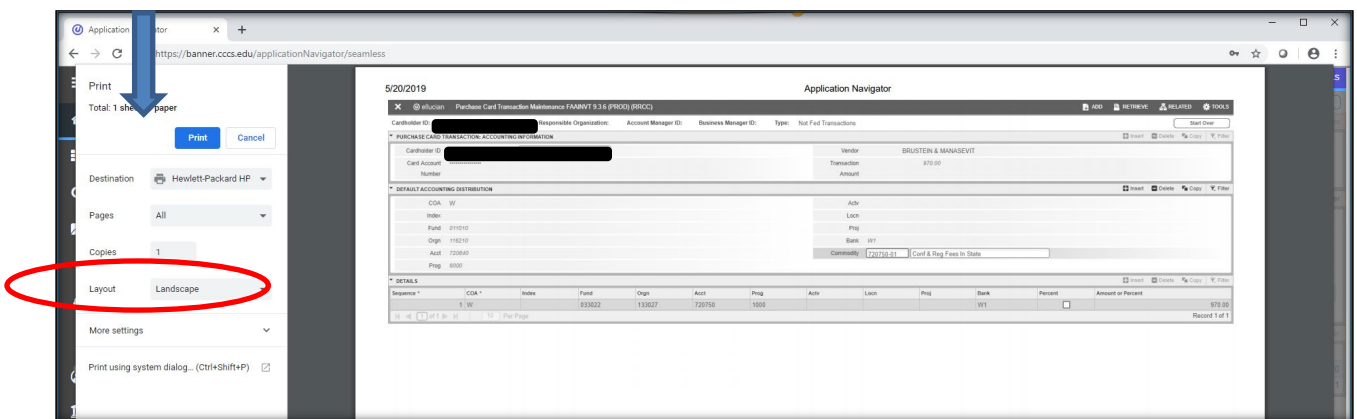 Application ator × +
https://banner.cccs.edu/applicationNavigator/seamless
Print
Total: 1 she paper
Print Cancel
Destination Hewlett-Packard HP
Pages All
Copies 1
Layout Landscape
More settings
Print using system dialog... (Ctrl+Shift+P)
5/20/2019 Application Navigator
× ellucian Purchase Card Transaction Maintenance FAAINVT 9.3.6 (PROD) (RRCC) ADD RETRIEVE RELATED TOOLS
Cardholder ID: Responsible Organization: Account Manager ID: Business Manager ID: Type: Not Fed Transactions Start Over
PURCHASE CARD TRANSACTION: ACCOUNTING INFORMATION Insert Delete Copy Filter
Cardholder ID Vendor BRUSTEIN & MANASEVIT
Card Account Transaction 970.00
Number Amount
DEFAULT ACCOUNTING DISTRIBUTION Insert Delete Copy Filter
COA W Actv
Index Locn
Fund 011010 Proj
Orgn 118210 Bank W1
Acct 720840 Commodity 720750-01 Conf & Reg Fees In State
Prog 6000
DETAILS Insert Delete Copy Filter
Sequence * COA * Index Fund Orgn Acct Prog Actv Locn Proj Bank Percent Amount or Percent
1 W 033022 133027 720750 1000 W1 970.00
1 of 1 10 Per Page Record 1 of 1